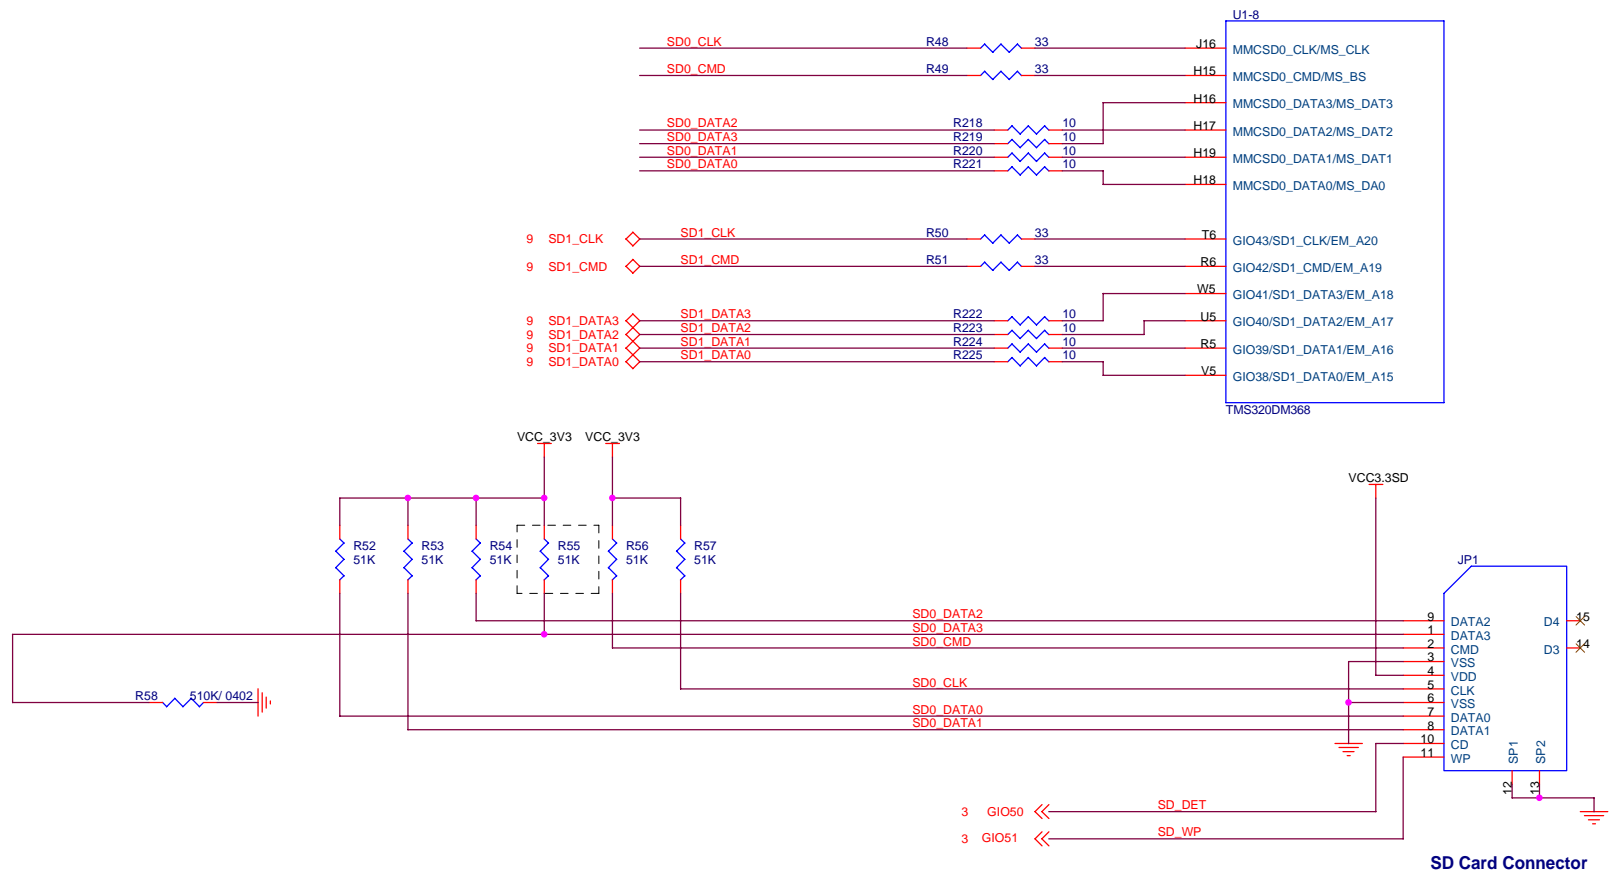 U1-8
SD0_CLK R48 33 J16 MMCSD0_CLK/MS_CLK
SD0_CMD R49 33 H15 MMCSD0_CMD/MS_BS
H16 MMCSD0_DATA3/MS_DAT3
SD0_DATA2 R218 10 H17 MMCSD0_DATA2/MS_DAT2
SD0_DATA3 R219 10
SD0_DATA1 R220 10 H19 MMCSD0_DATA1/MS_DAT1
SD0_DATA0 R221 10
H18 MMCSD0_DATA0/MS_DA0
9 SD1_CLK SD1_CLK R50 33 T6 GIO43/SD1_CLK/EM_A20
9 SD1_CMD SD1_CMD R51 33 R6 GIO42/SD1_CMD/EM_A19
W5 GIO41/SD1_DATA3/EM_A18
9 SD1_DATA3 SD1_DATA3 R222 10 U5 GIO40/SD1_DATA2/EM_A17
9 SD1_DATA2 SD1_DATA2 R223 10
9 SD1_DATA1 SD1_DATA1 R224 10 R5 GIO39/SD1_DATA1/EM_A16
9 SD1_DATA0 SD1_DATA0 R225 10
V5 GIO38/SD1_DATA0/EM_A15
TMS320DM368
VCC_3V3 VCC_3V3
VCC3.3SD
R52 R53 R54 R55 R56 R57
51K 51K 51K 51K 51K 51K
JP1
SD0_DATA2 9 DATA2 D4 15
SD0_DATA3 1 DATA3
SD0_CMD 2 CMD D3 14
3 VSS
4 VDD
SD0_CLK 5 CLK
R58 510K/ 0402 6 VSS
SD0_DATA0 7 DATA0
SD0_DATA1 8 DATA1
10 CD
11 WP
SP1 SP2
12 13
3 GIO50 SD_DET
3 GIO51 SD_WP
SD Card Connector